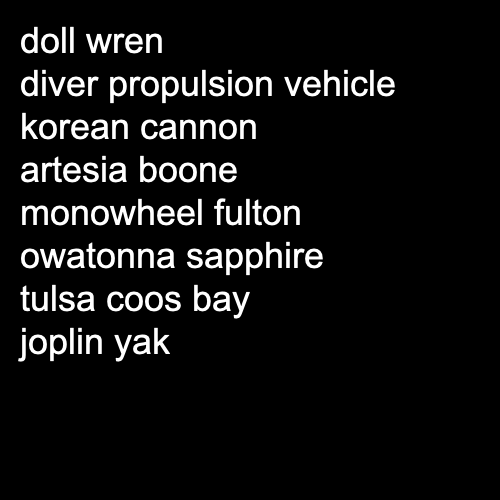 doll wren
diver propulsion vehicle
korean cannon
artesia boone
monowheel fulton
owatonna sapphire
tulsa coos bay
joplin yak